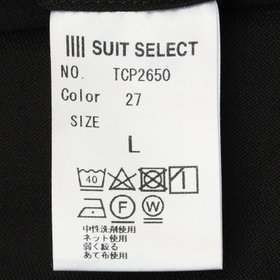 SUIT SELECT
NO. TCP2650
Color 27
SIZE
L
40
F W
中性洗剤使用
ネット使用
弱く絞る
あて布使用